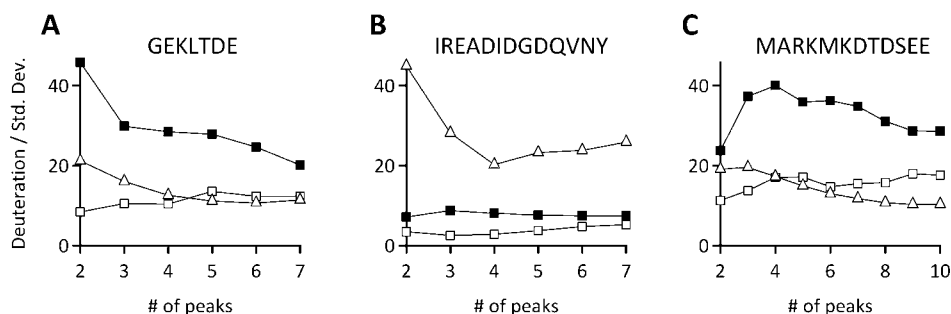 A
GEKLTDE
B
IREADIDGDQVNY
C
MARKMKDTDSEE
Deuteration / Std. Dev.
40
20
0
2 3 4 5 6 7
# of peaks
40
20
0
2 3 4 5 6 7
# of peaks
40
20
0
2 4 6 8 10
# of peaks